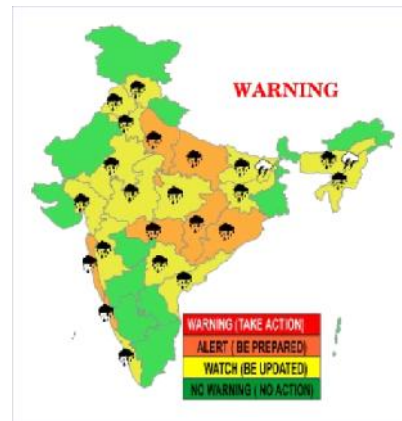 WARNING
WARNING (TAKE ACTION)
ALERT ( BE PREPARED)
WATCH (BE UPDATED)
NO WARNING ( NO ACTION)